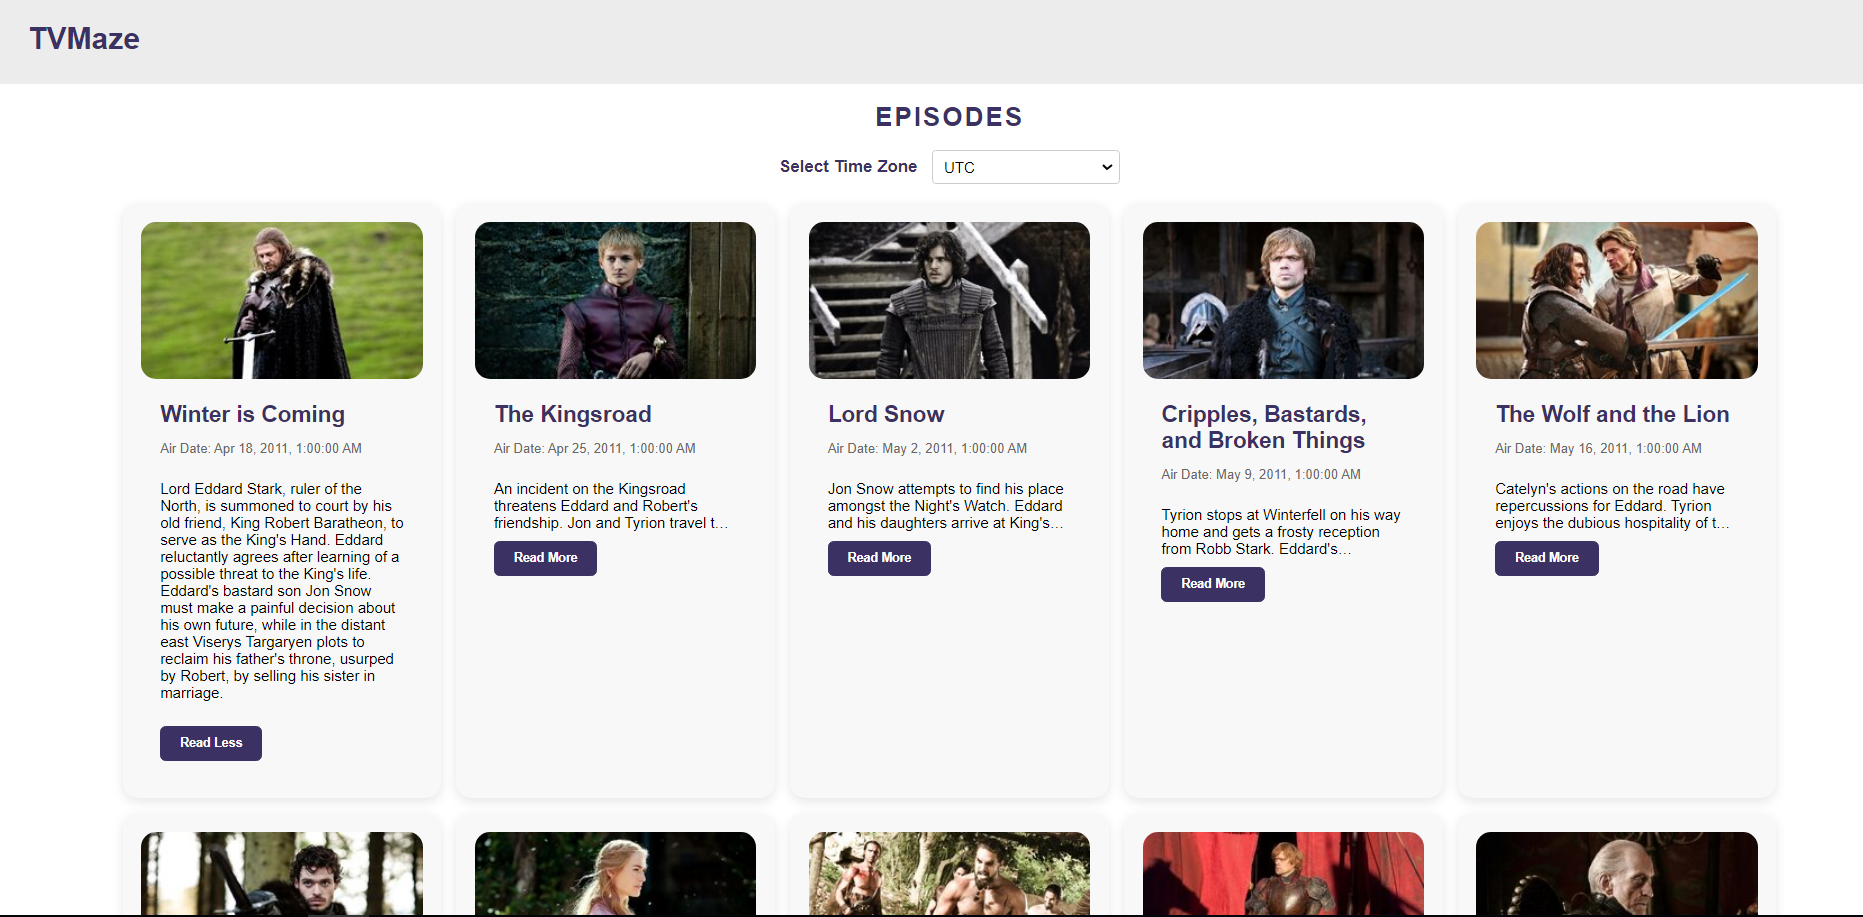 TVMaze
EPISODES
Select Time Zone
UTC
Winter is Coming
Air Date: Apr 18, 2011, 1:00:00 AM
Lord Eddard Stark, ruler of the
North, is summoned to court by his
old friend, King Robert Baratheon, to
serve as the King's Hand. Eddard
reluctantly agrees after learning of a
possible threat to the King's life.
Eddard's bastard son Jon Snow
must make a painful decision about
his own future, while in the distant
east Viserys Targaryen plots to
reclaim his father's throne, usurped
by Robert, by selling his sister in
marriage.
Read Less
The Kingsroad
Air Date: Apr 25, 2011, 1:00:00 AM
An incident on the Kingsroad
threatens Eddard and Robert's
friendship. Jon and Tyrion travel t…
Read More
Lord Snow
Air Date: May 2, 2011, 1:00:00 AM
Jon Snow attempts to find his place
amongst the Night's Watch. Eddard
and his daughters arrive at King's…
Read More
Cripples, Bastards,
and Broken Things
Air Date: May 9, 2011, 1:00:00 AM
Tyrion stops at Winterfell on his way
home and gets a frosty reception
from Robb Stark. Eddard's…
Read More
The Wolf and the Lion
Air Date: May 16, 2011, 1:00:00 AM
Catelyn's actions on the road have
repercussions for Eddard. Tyrion
enjoys the dubious hospitality of t…
Read More